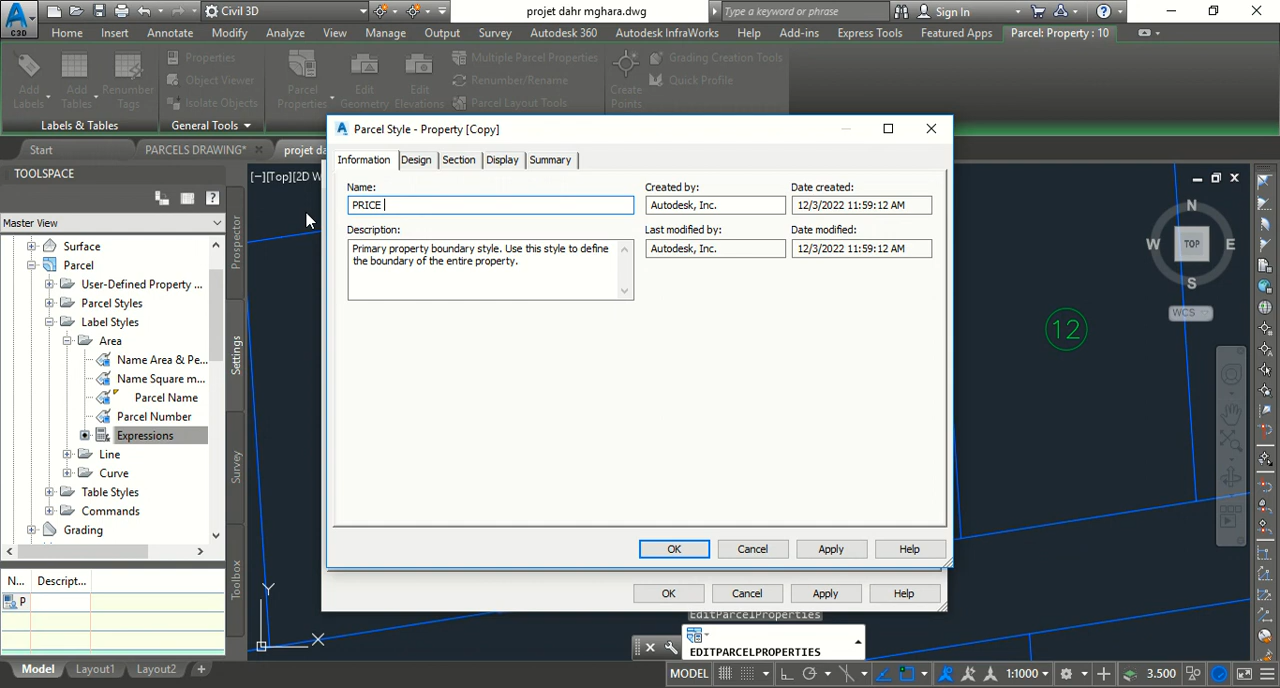 C3D
Civil 3D
projet dahr mghara.dwg
Type a keyword or phrase
Sign In
Home Insert Annotate Modify Analyze View Manage Output Survey Autodesk 360 Autodesk InfraWorks Help Add-ins Express Tools Featured Apps Parcel: Property : 10
Properties
Multiple Parcel Properties
Grading Creation Tools
Object Viewer
Renumber/Rename
Quick Profile
Add Labels
Add Tables
Renumber Tags
Isolate Objects
Parcel Properties
Edit Geometry
Edit Elevations
Parcel Layout Tools
Create Points
Labels & Tables
General Tools
Start
PARCELS DRAWING*
projet da
TOOLSPACE
[−][Top][2D W
Master View
Surface
Parcel
User-Defined Property ...
Parcel Styles
Label Styles
Area
Name Area & Pe...
Name Square m...
Parcel Name
Parcel Number
Expressions
Line
Curve
Table Styles
Commands
Grading
Prospector
Settings
Survey
Toolbox
N... Descript...
P
Parcel Style - Property [Copy]
Information Design Section Display Summary
Name:
Created by:
Date created:
PRICE
Autodesk, Inc.
12/3/2022 11:59:12 AM
Description:
Last modified by:
Date modified:
Primary property boundary style. Use this style to define
the boundary of the entire property.
Autodesk, Inc.
12/3/2022 11:59:12 AM
OK Cancel Apply Help
OK Cancel Apply Help
EditParcelProperties
EDITPARCELPROPERTIES
N
W TOP E
S
WCS
12
Y
X
Model Layout1 Layout2 +
MODEL
1:1000
3.500